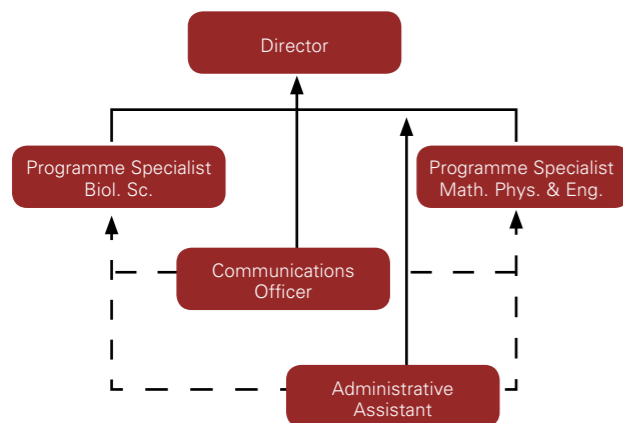 Director
Programme Specialist
Biol. Sc.
Programme Specialist
Math. Phys. & Eng.
Communications
Officer
Administrative
Assistant